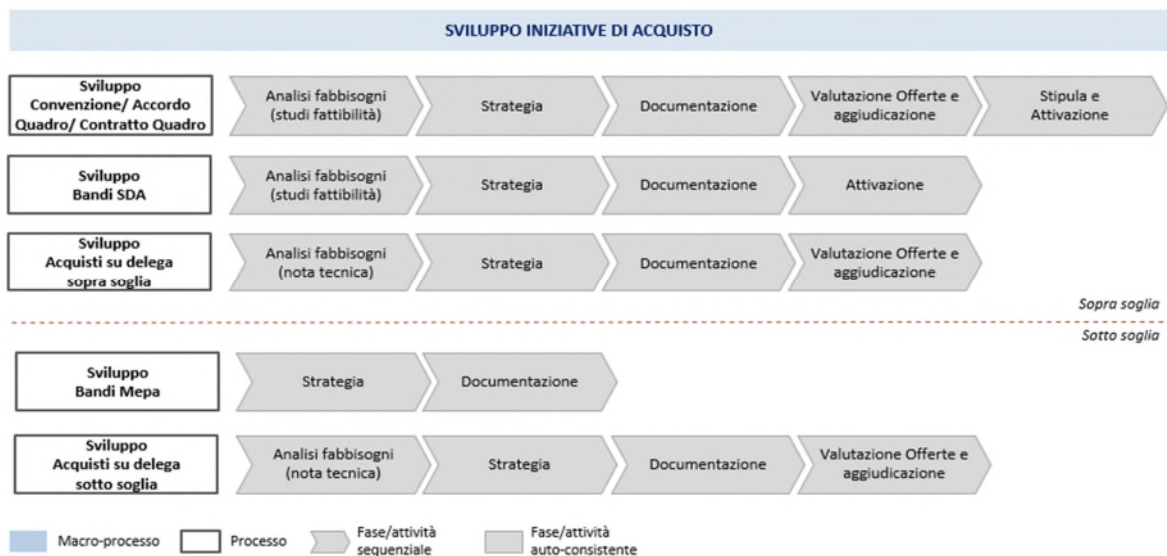 SVILUPPO INIZIATIVE DI ACQUISTO
Sviluppo
Convenzione/ Accordo
Quadro/ Contratto Quadro
Analisi fabbisogni
(studi fattibilità)
Strategia
Documentazione
Valutazione Offerte e
aggiudicazione
Stipula e
Attivazione
Sviluppo
Bandi SDA
Analisi fabbisogni
(studi fattibilità)
Strategia
Documentazione
Attivazione
Sviluppo
Acquisti su delega
sopra soglia
Analisi fabbisogni
(nota tecnica)
Strategia
Documentazione
Valutazione Offerte e
aggiudicazione
Sopra soglia
Sotto soglia
Sviluppo
Bandi Mepa
Strategia
Documentazione
Sviluppo
Acquisti su delega
sotto soglia
Analisi fabbisogni
(nota tecnica)
Strategia
Documentazione
Valutazione Offerte e
aggiudicazione
Macro-processo
Processo
Fase/attività
sequenziale
Fase/attività
auto-consistente